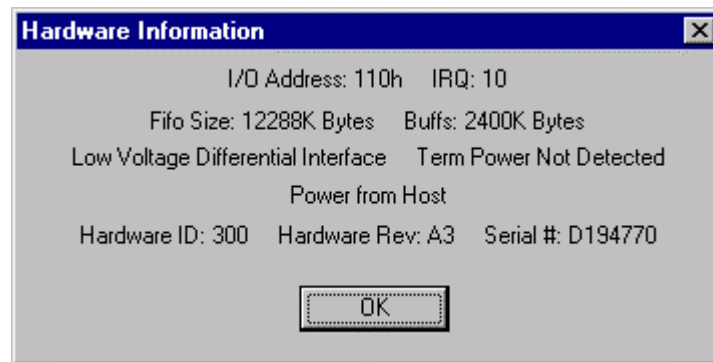 Hardware Information
I/O Address: 110h IRQ: 10
Fifo Size: 12288K Bytes Buffs: 2400K Bytes
Low Voltage Differential Interface Term Power Not Detected
Power from Host
Hardware ID: 300 Hardware Rev: A3 Serial #: D194770
OK